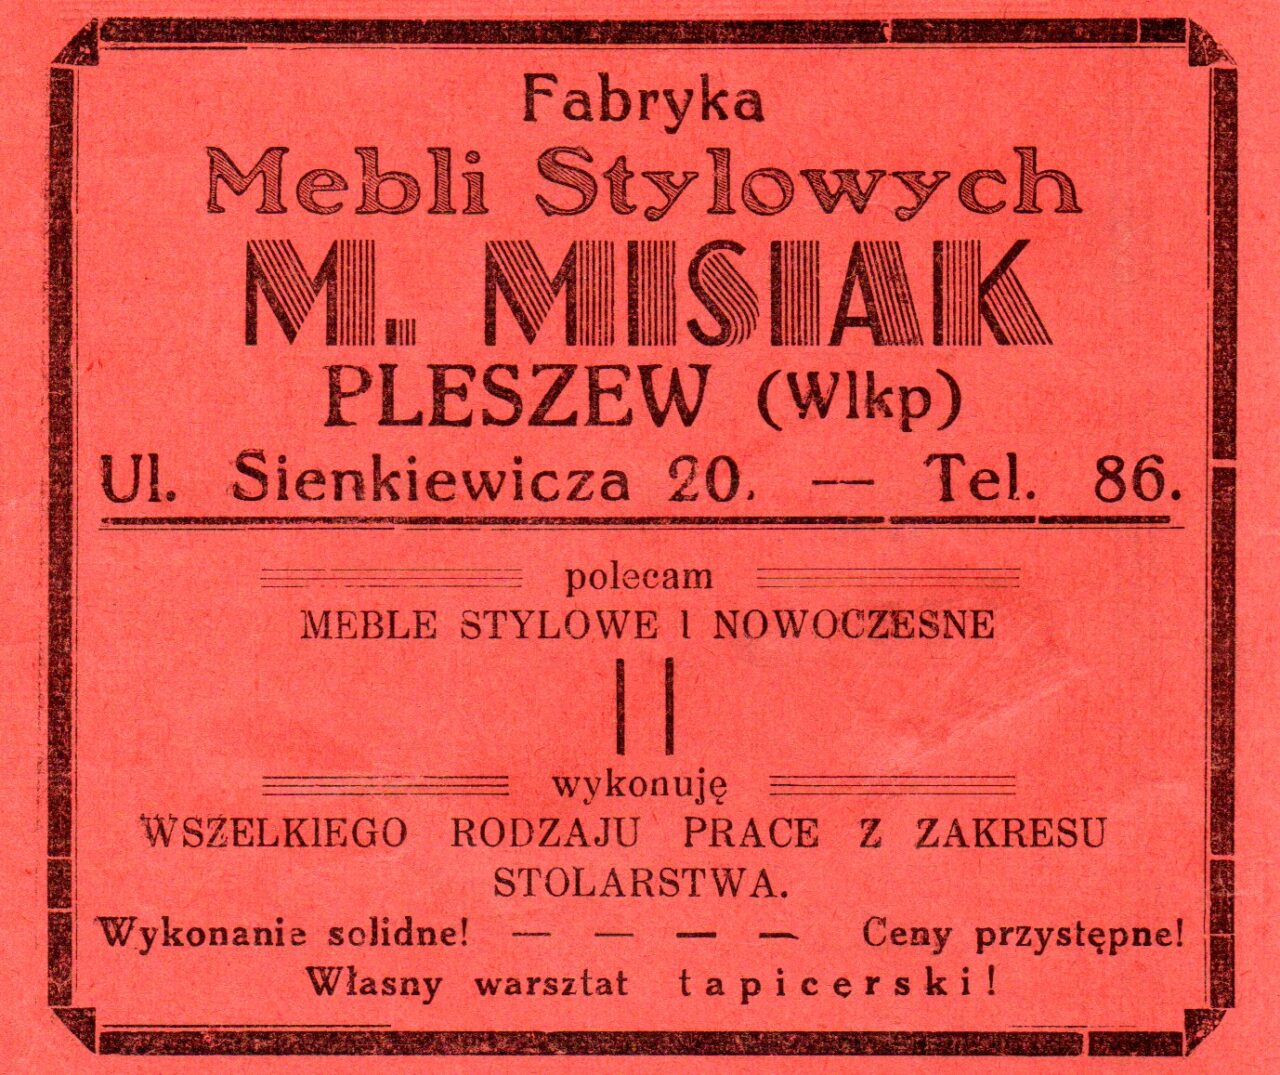 Fabryka
Mebli Stylowych
M. MISIAK
PLESZEW (Wlkp)
Ul. Sienkiewicza 20. — Tel. 86.
polecam
MEBLE STYLOWE I NOWOCZESNE
wykonuję
WSZELKIEGO RODZAJU PRACE Z ZAKRESU
STOLARSTWA.
Wykonanie solidne! — — — — Ceny przystępne!
Własny warsztat tapicerski!